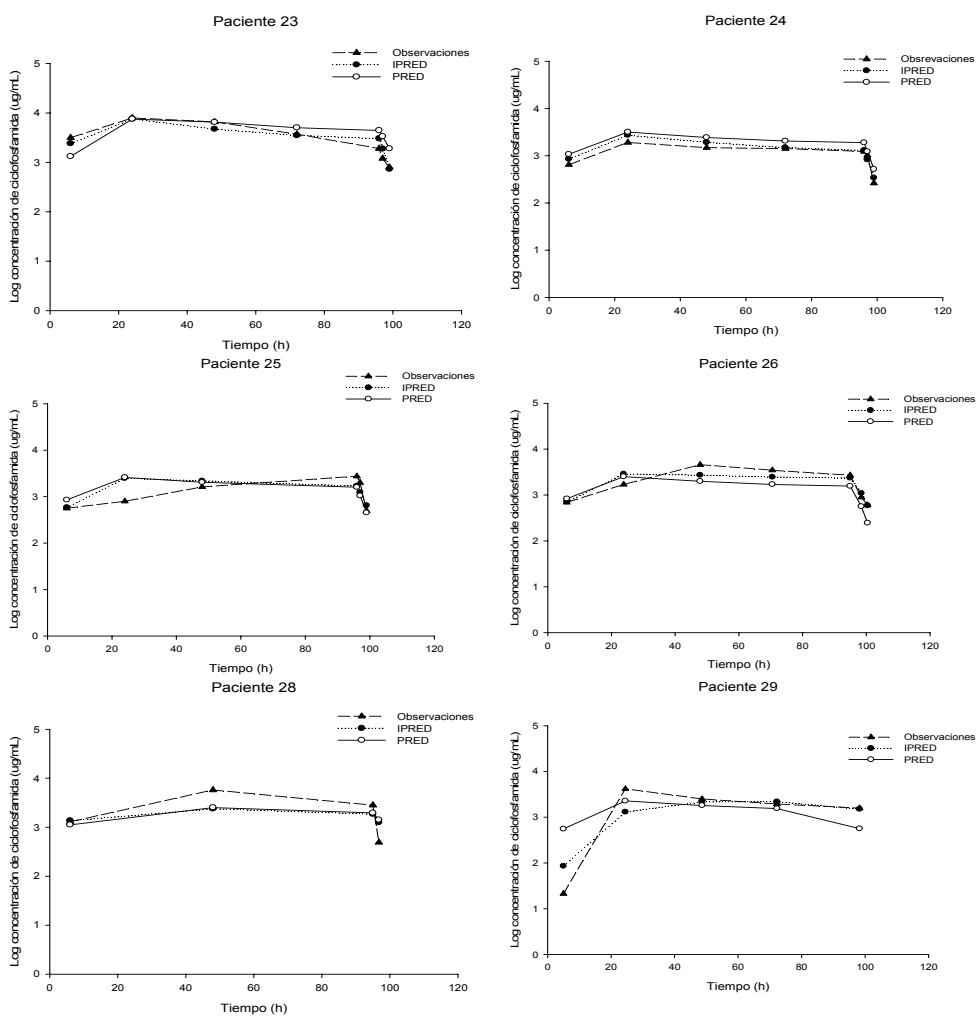 Paciente 23
Observaciones
IPRED
PRED
Log concentración de ciclofosfamida (ug/mL)
5
4
3
2
1
0
0 20 40 60 80 100 120
Tiempo (h)
Paciente 24
Obsrevaciones
IPRED
PRED
Log concentración de ciclofosfamida (ug/mL)
5
4
3
2
1
0
0 20 40 60 80 100 120
Tiempo (h)
Paciente 25
Observaciones
IPRED
PRED
Log concentración de ciclofosfamida (ug/mL)
5
4
3
2
1
0
0 20 40 60 80 100 120
Tiempo (h)
Paciente 26
Observaciones
IPRED
PRED
Log concentración de ciclofosfamida (ug/mL)
5
4
3
2
1
0
0 20 40 60 80 100 120
Tiempo (h)
Paciente 28
Observaciones
IPRED
PRED
Log concentración de ciclofosfamida (ug/mL)
5
4
3
2
1
0
0 20 40 60 80 100 120
Tiempo (h)
Paciente 29
Observaciones
IPRED
PRED
Log concentración de ciclofosfamida (ug/mL)
5
4
3
2
1
0
0 20 40 60 80 100 120
Tiempo (h)